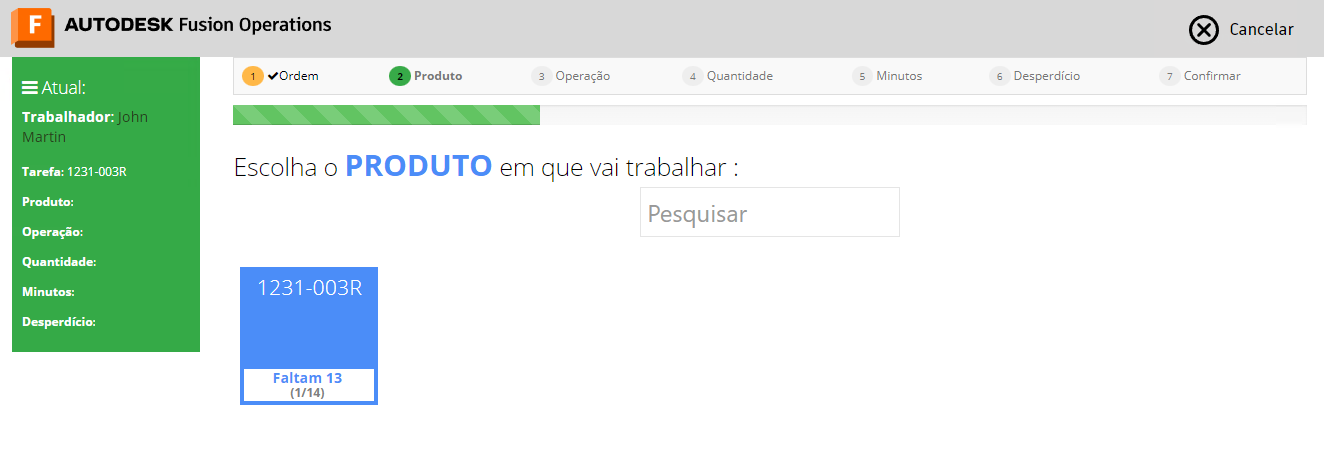 F AUTODESK Fusion Operations
Cancelar
Atual:
Trabalhador: John
Martin
Tarefa: 1231-003R
Produto:
Operação:
Quantidade:
Minutos:
Desperdício:
1 Ordem 2 Produto 3 Operação 4 Quantidade 5 Minutos 6 Desperdício 7 Confirmar
Escolha o PRODUTO em que vai trabalhar :
Pesquisar
1231-003R
Faltam 13
(1/14)